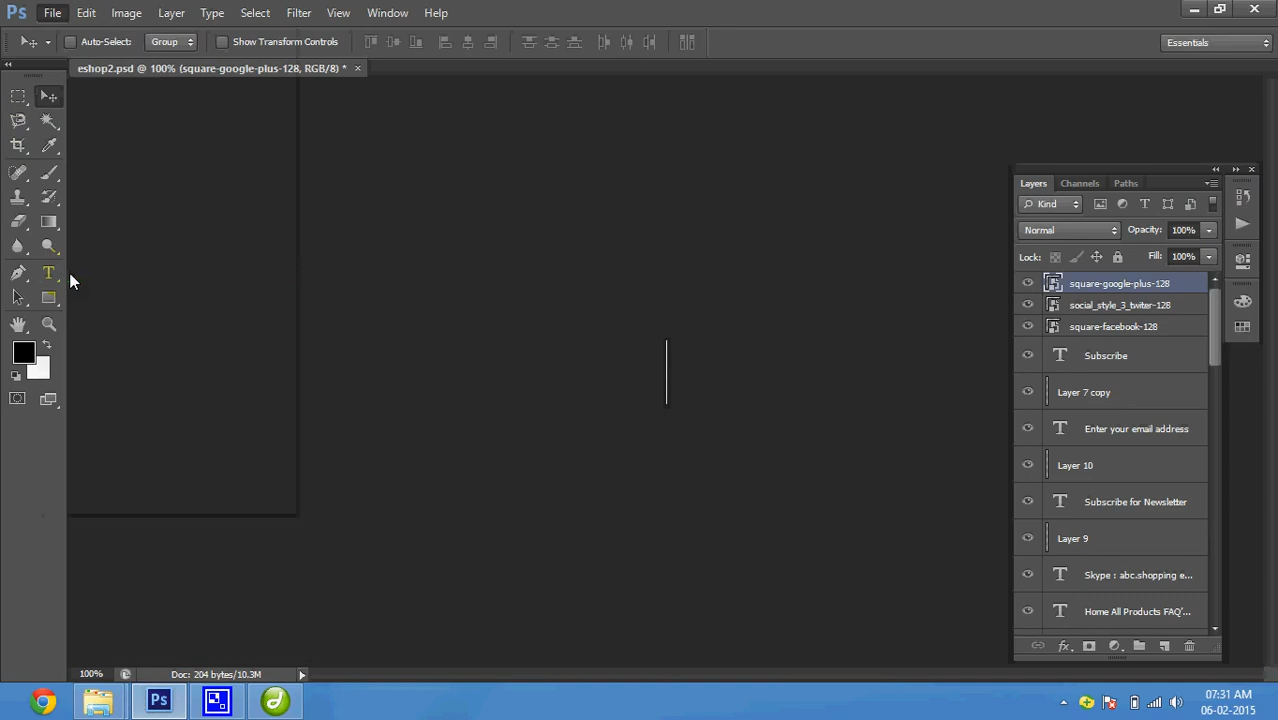 Ps File Edit Image Layer Type Select Filter View Window Help
Auto-Select: Group Show Transform Controls Essentials
eshop2.psd @ 100% (square-google-plus-128, RGB/8) * ×
Layers Channels Paths
Kind
Normal Opacity: 100%
Lock: Fill: 100%
square-google-plus-128
social_style_3_twiter-128
square-facebook-128
T Subscribe
Layer 7 copy
T Enter your email address
Layer 10
T Subscribe for Newsletter
Layer 9
T Skype : abc.shopping e...
T Home All Products FAQ'...
fx
100% Doc: 204 bytes/10.3M
Ps
07:31 AM
06-02-2015